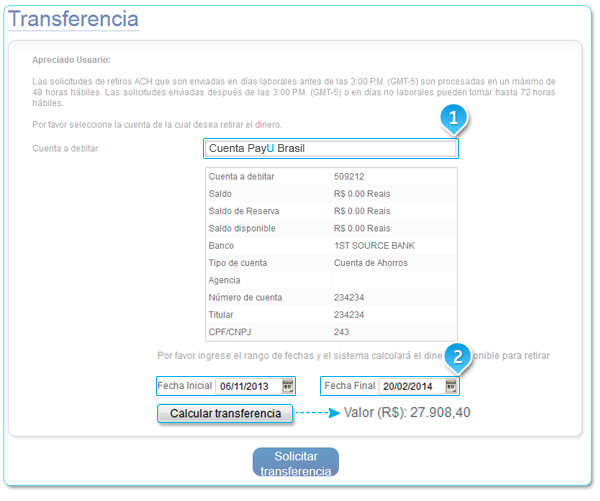 Transferencia
Apreciado Usuario:
Las solicitudes de retiros ACH que son enviadas en días laborales antes de las 3:00 P.M. (GMT-5) son procesadas en un máximo de
48 horas hábiles. Las solicitudes enviadas después de las 3:00 P.M. (GMT-5) o en días no laborales pueden tomar hasta 72 horas
hábiles.
Por favor seleccione la cuenta de la cual desea retirar el dinero.
1
Cuenta a debitar Cuenta PayU Brasil
Cuenta a debitar 509212
Saldo R$ 0.00 Reais
Saldo de Reserva R$ 0.00 Reais
Saldo disponible R$ 0.00 Reais
Banco 1ST SOURCE BANK
Tipo de cuenta Cuenta de Ahorros
Agencia
Número de cuenta 234234
Titular 234234
CPF/CNPJ 243
2
Por favor ingrese el rango de fechas y el sistema calculará el dine ponible para retirar
Fecha Inicial 06/11/2013 Fecha Final 20/02/2014
Calcular transferencia Valor (R$): 27.908,40
Solicitar
transferencia